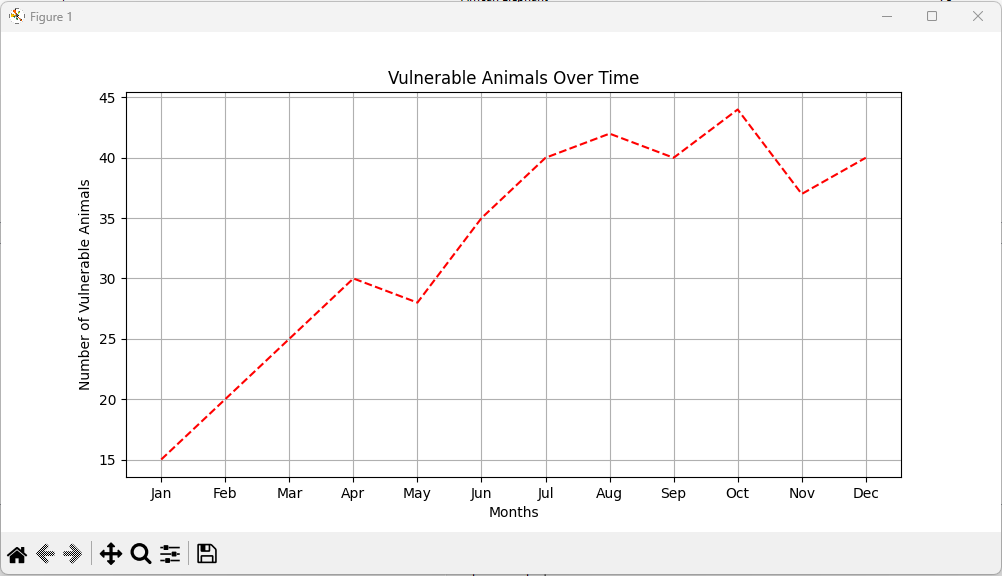 Figure 1
Vulnerable Animals Over Time
45
40
35
30
25
20
15
Number of Vulnerable Animals
Jan Feb Mar Apr May Jun Jul Aug Sep Oct Nov Dec
Months